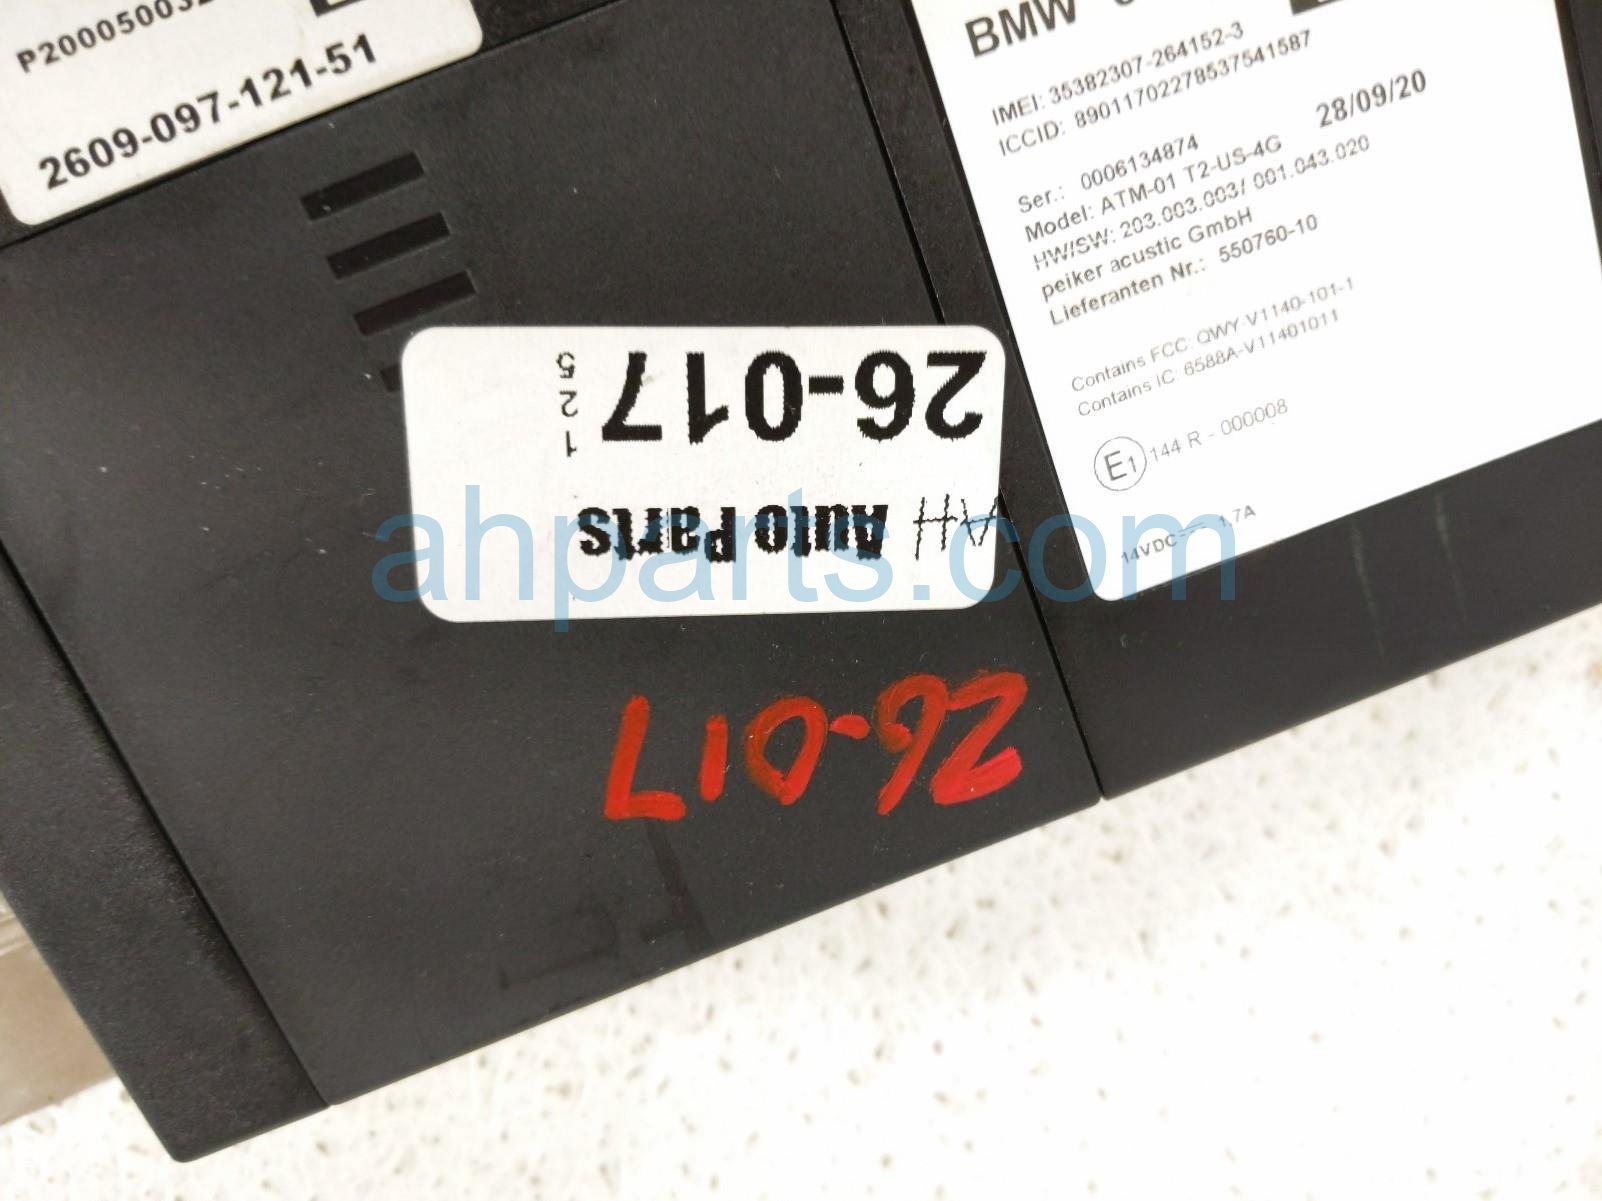 2609-097-121-51
BMW
IMEI: 35382307-264152-3
ICCID: 89011702278537541587
Ser.: 0006134874
28/09/20
Model: ATM-01 T2-US-4G
HW/SW: 203.003.003/ 001.043.020
peiker acustic GmbH
Lieferanten Nr.: 550760-10
Contains FCC: QWY-V1140-101-1
Contains IC: 6588A-V11401011
E1 144 R - 000008
14VDC⎓ 1.7A
AH Auto Parts
1 2 5
26-017
26-017
ahparts.com